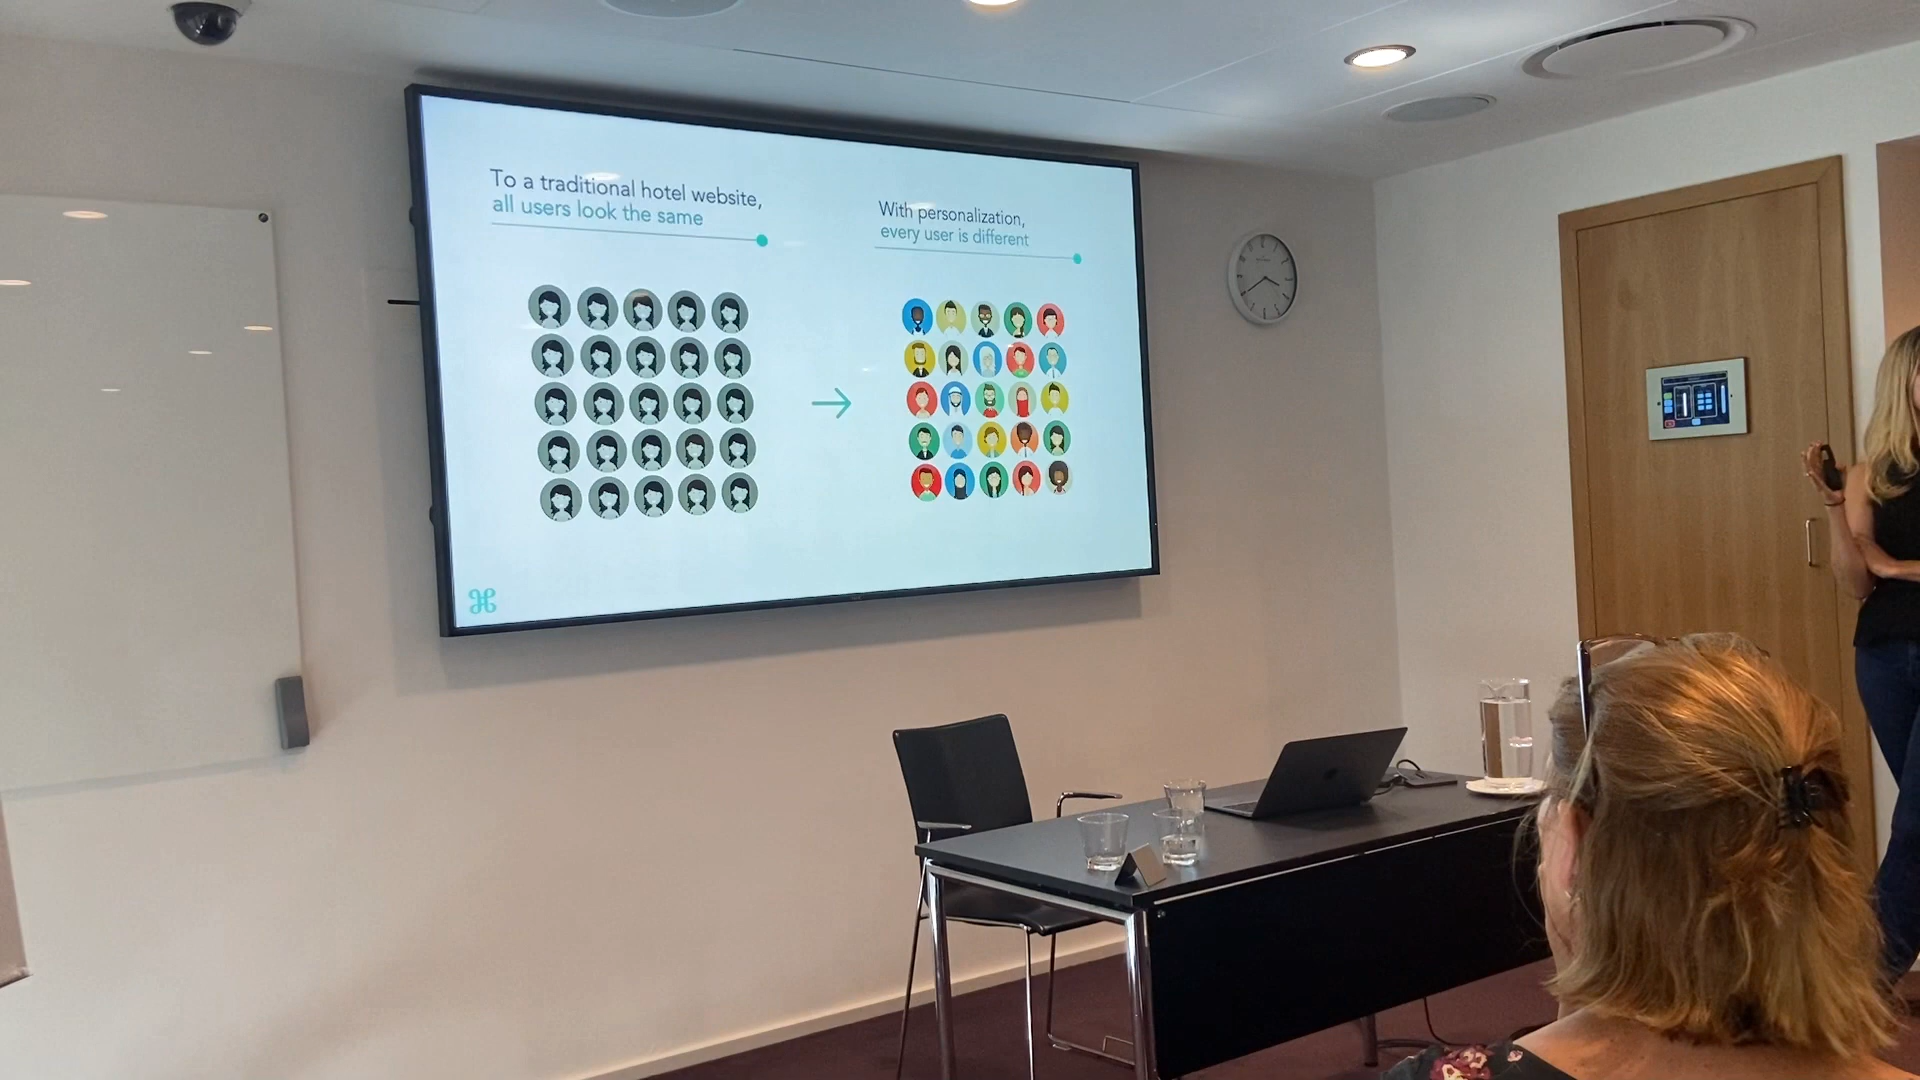 To a traditional hotel website,
all users look the same
With personalization,
every user is different